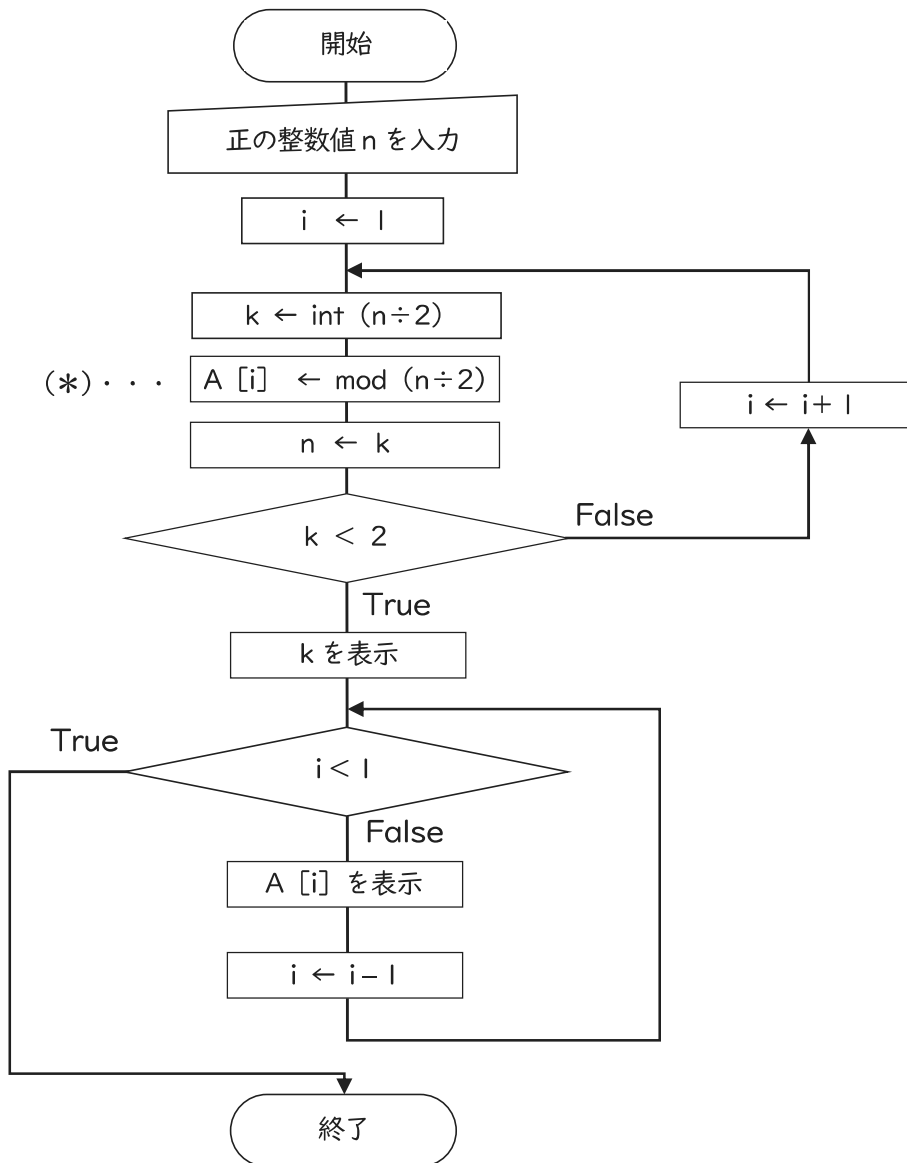 開始
正の整数値 n を入力
i ← 1
k ← int (n÷2)
(*)・・・
A [i] ← mod (n÷2)
i ← i+ 1
n ← k
k < 2
False
True
k を表示
True
i < 1
False
A [i] を表示
i ← i− 1
終了